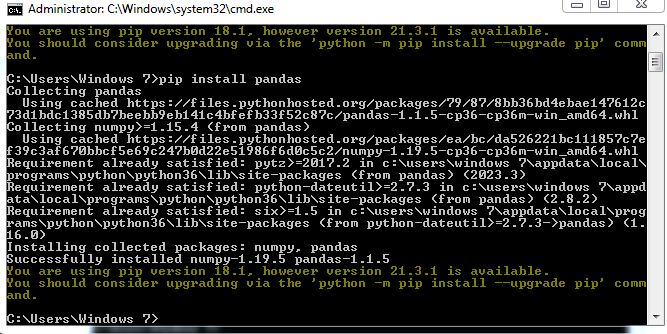 Administrator: C:\Windows\system32\cmd.exe
You are using pip version 18.1, however version 21.3.1 is available.
You should consider upgrading via the 'python -m pip install --upgrade pip' comm
and.
C:\Users\Windows 7>pip install pandas
Collecting pandas
  Using cached https://files.pythonhosted.org/packages/79/87/8bb36bd4ebae147612c
73d1bdc1385db7beebb9eb141c4bfefb33f52c87c/pandas-1.1.5-cp36-cp36m-win_amd64.whl
Collecting numpy>=1.15.4 (from pandas)
  Using cached https://files.pythonhosted.org/packages/ea/bc/da526221bc111857c7ef
f39c3af670bbcf5e69c247b0d22e51986f6d0c5c2/numpy-1.19.5-cp36-cp36m-win_amd64.whl
Requirement already satisfied: pytz>=2017.2 in c:\users\windows 7\appdata\local\
programs\python\python36\lib\site-packages (from pandas) (2023.3)
Requirement already satisfied: python-dateutil>=2.7.3 in c:\users\windows 7\appd
ata\local\programs\python\python36\lib\site-packages (from pandas) (2.8.2)
Requirement already satisfied: six>=1.5 in c:\users\windows 7\appdata\local\prog
rams\python\python36\lib\site-packages (from python-dateutil>=2.7.3->pandas) (1.
16.0)
Installing collected packages: numpy, pandas
Successfully installed numpy-1.19.5 pandas-1.1.5
You are using pip version 18.1, however version 21.3.1 is available.
You should consider upgrading via the 'python -m pip install --upgrade pip' comm
and.
C:\Users\Windows 7>